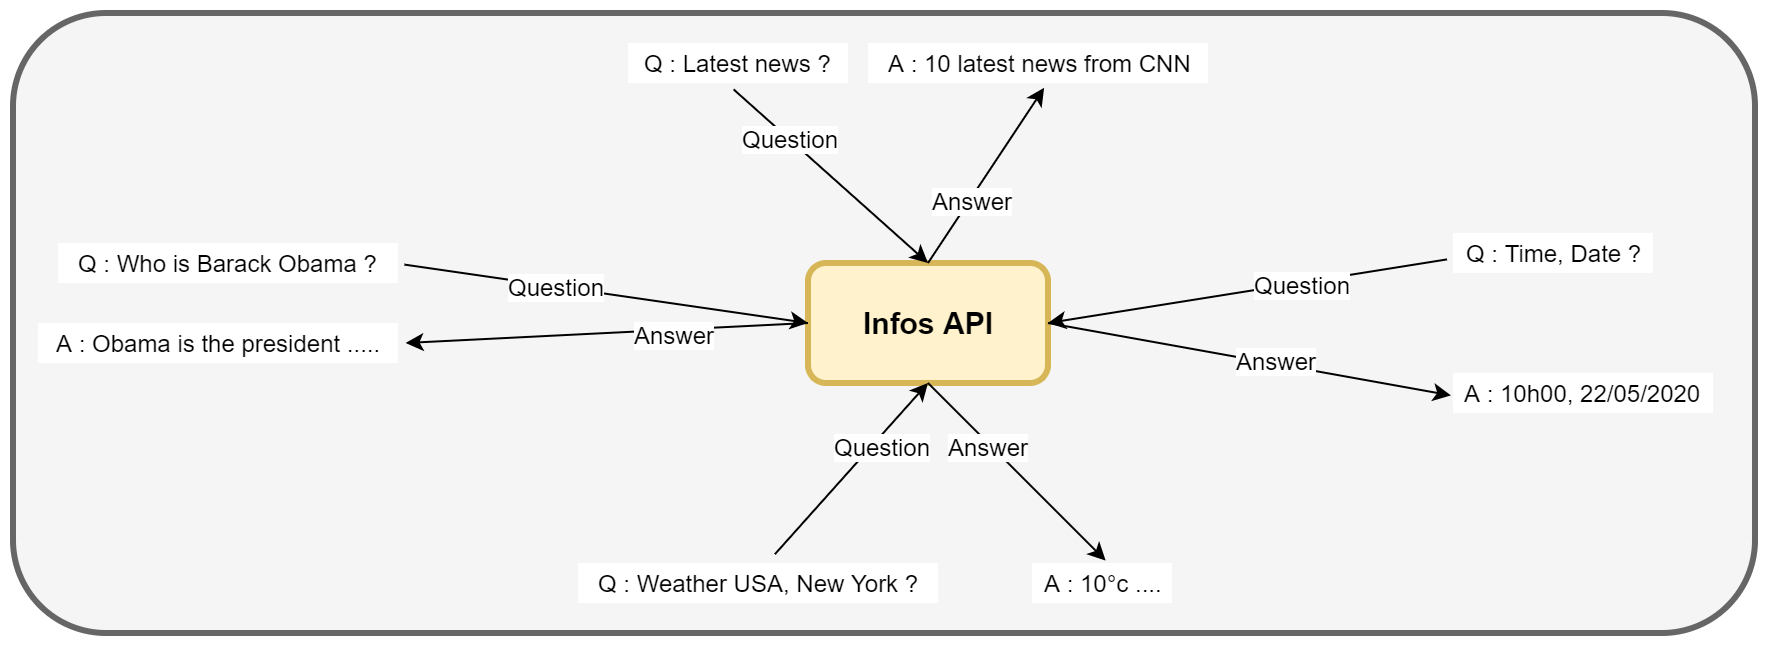 Q : Latest news ?
A : 10 latest news from CNN
Question
Answer
Q : Who is Barack Obama ?
Q : Time, Date ?
Question
Question
Infos API
A : Obama is the president .....
Answer
Answer
A : 10h00, 22/05/2020
Question
Answer
Q : Weather USA, New York ?
A : 10°c ....